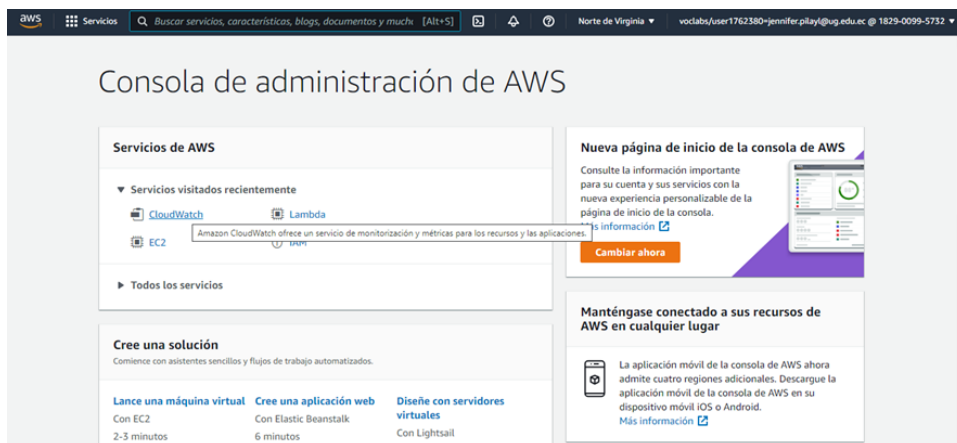 aws
Servicios
Buscar servicios, características, blogs, documentos y much [Alt+S]
Norte de Virginia ▼
voclabs/user1762380=jennifer.pilayl@ug.edu.ec @ 1829-0099-5732 ▼
Consola de administración de AWS
Servicios de AWS
▼ Servicios visitados recientemente
CloudWatch
Lambda
Amazon CloudWatch ofrece un servicio de monitorización y métricas para los recursos y las aplicaciones.
EC2
IAM
▶ Todos los servicios
Cree una solución
Comience con asistentes sencillos y flujos de trabajo automatizados.
Lance una máquina virtual
Con EC2
2-3 minutos
Cree una aplicación web
Con Elastic Beanstalk
6 minutos
Diseñe con servidores
virtuales
Con Lightsail
Nueva página de inicio de la consola de AWS
Consulte la información importante
para su cuenta y sus servicios con la
nueva experiencia personalizable de la
página de inicio de la consola.
Más información
Cambiar ahora
Manténgase conectado a sus recursos de
AWS en cualquier lugar
La aplicación móvil de la consola de AWS ahora
admite cuatro regiones adicionales. Descargue la
aplicación móvil de la consola de AWS en su
dispositivo móvil iOS o Android.
Más información